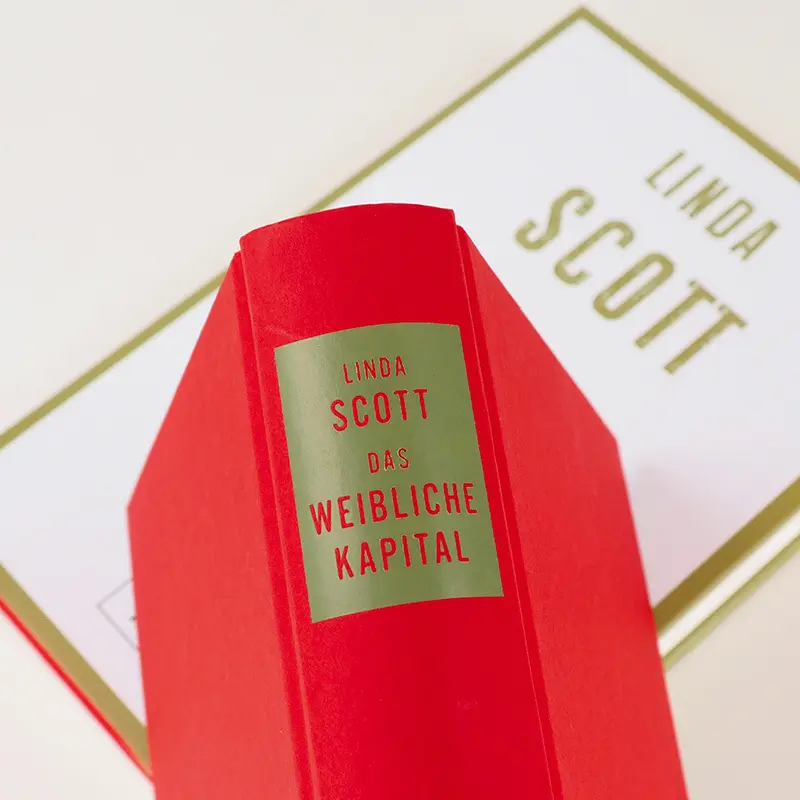 LINDA
SCOTT
LINDA
SCOTT
DAS
WEIBLICHE
KAPITAL